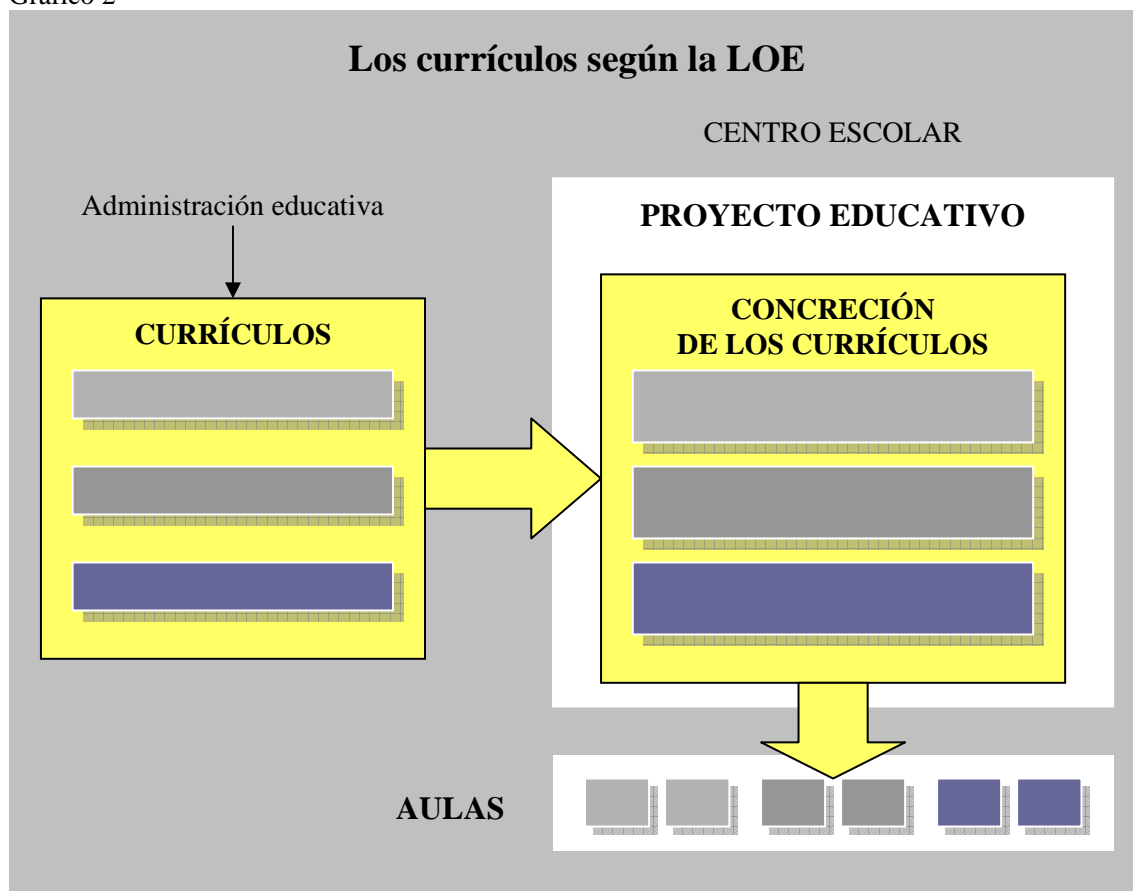 Gráfico 2
Los currículos según la LOE
CENTRO ESCOLAR
Administración educativa
PROYECTO EDUCATIVO
CURRÍCULOS
CONCRECIÓN
DE LOS CURRÍCULOS
AULAS